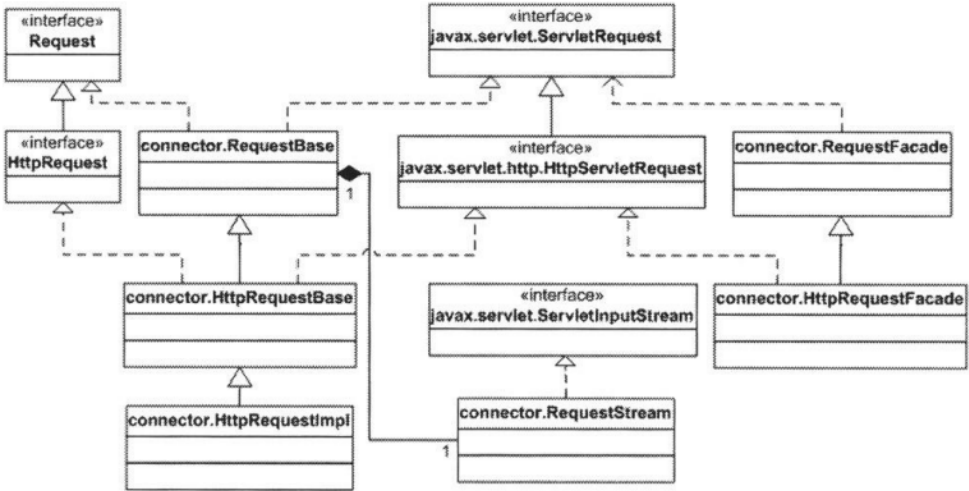 «interface»
Request
«interface»
javax.servlet.ServletRequest
«interface»
HttpRequest
connector.RequestBase
«interface»
javax.servlet.http.HttpServletRequest
connector.RequestFacade
1
connector.HttpRequestBase
«interface»
javax.servlet.ServletInputStream
connector.HttpRequestFacade
connector.HttpRequestImpl
connector.RequestStream
1